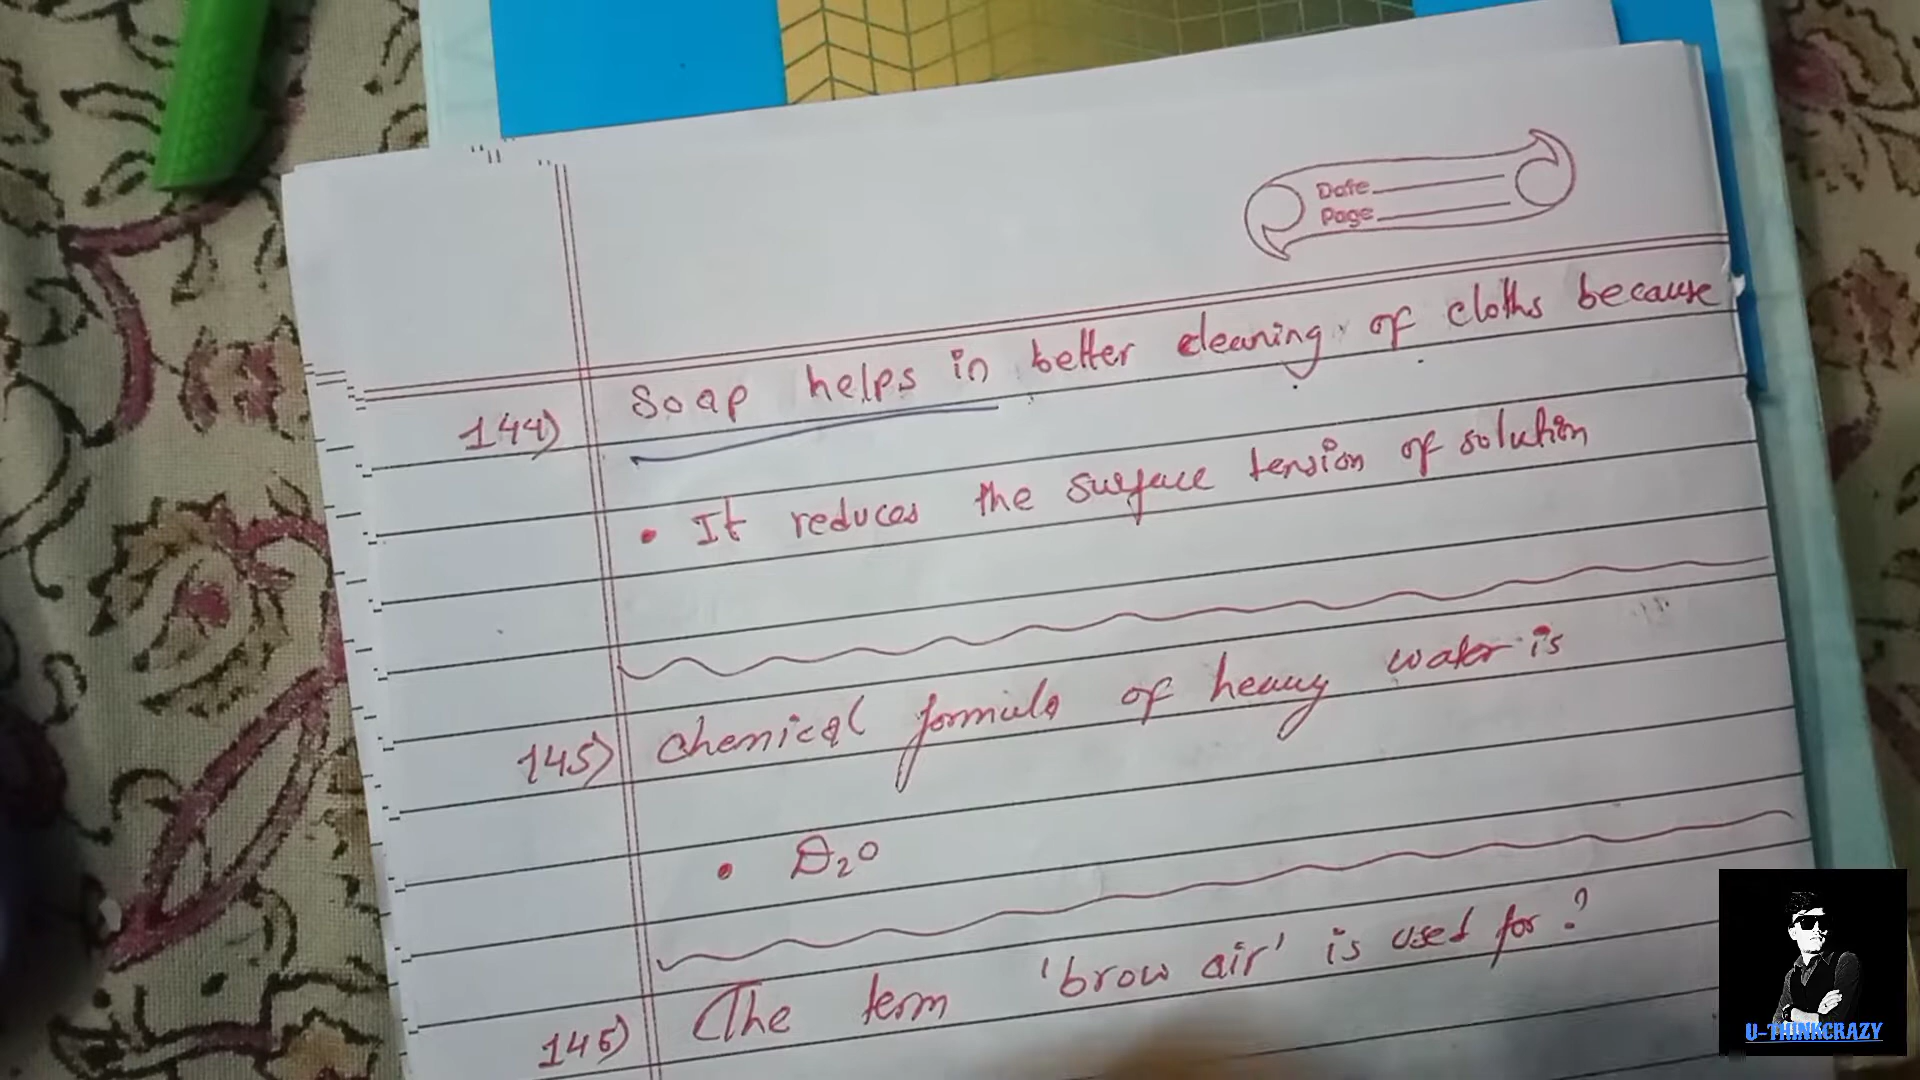 Date
Page
144) Soap helps in better cleaning of cloths because
• It reduces the surface tension of solution
145) Chemical formula of heavy water is
• D₂O
146) The term 'brow air' is used for?
U-THINKCRAZY